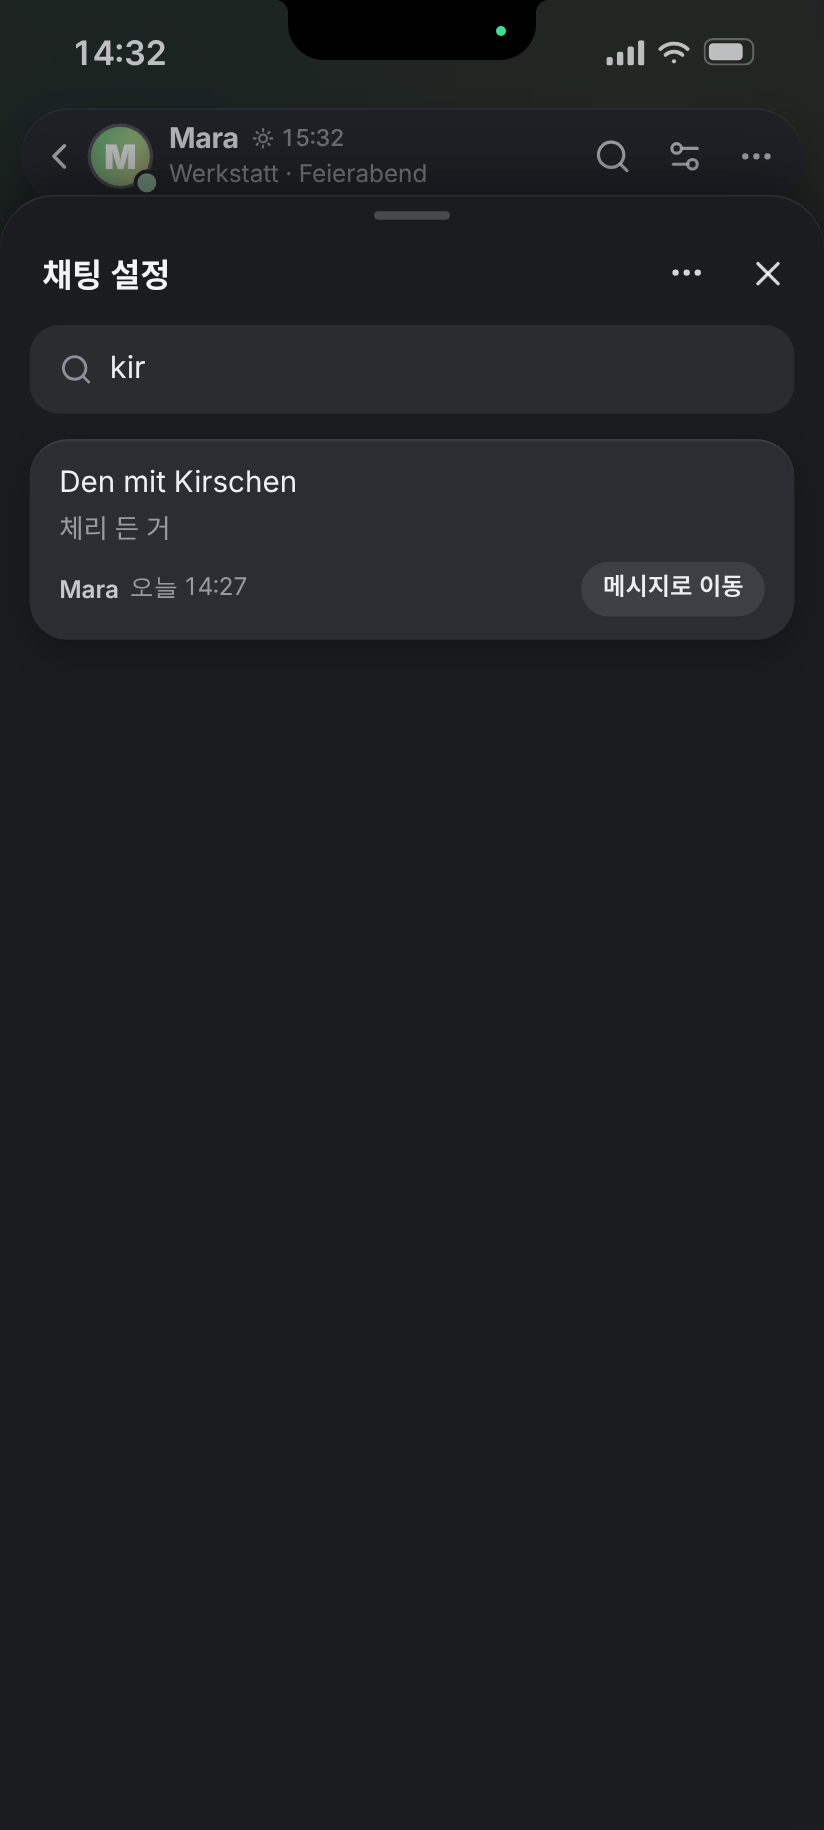 14:32
M
Mara 15:32
Werkstatt · Feierabend
채팅 설정
kir
Den mit Kirschen
체리 든 거
Mara 오늘 14:27
메시지로 이동